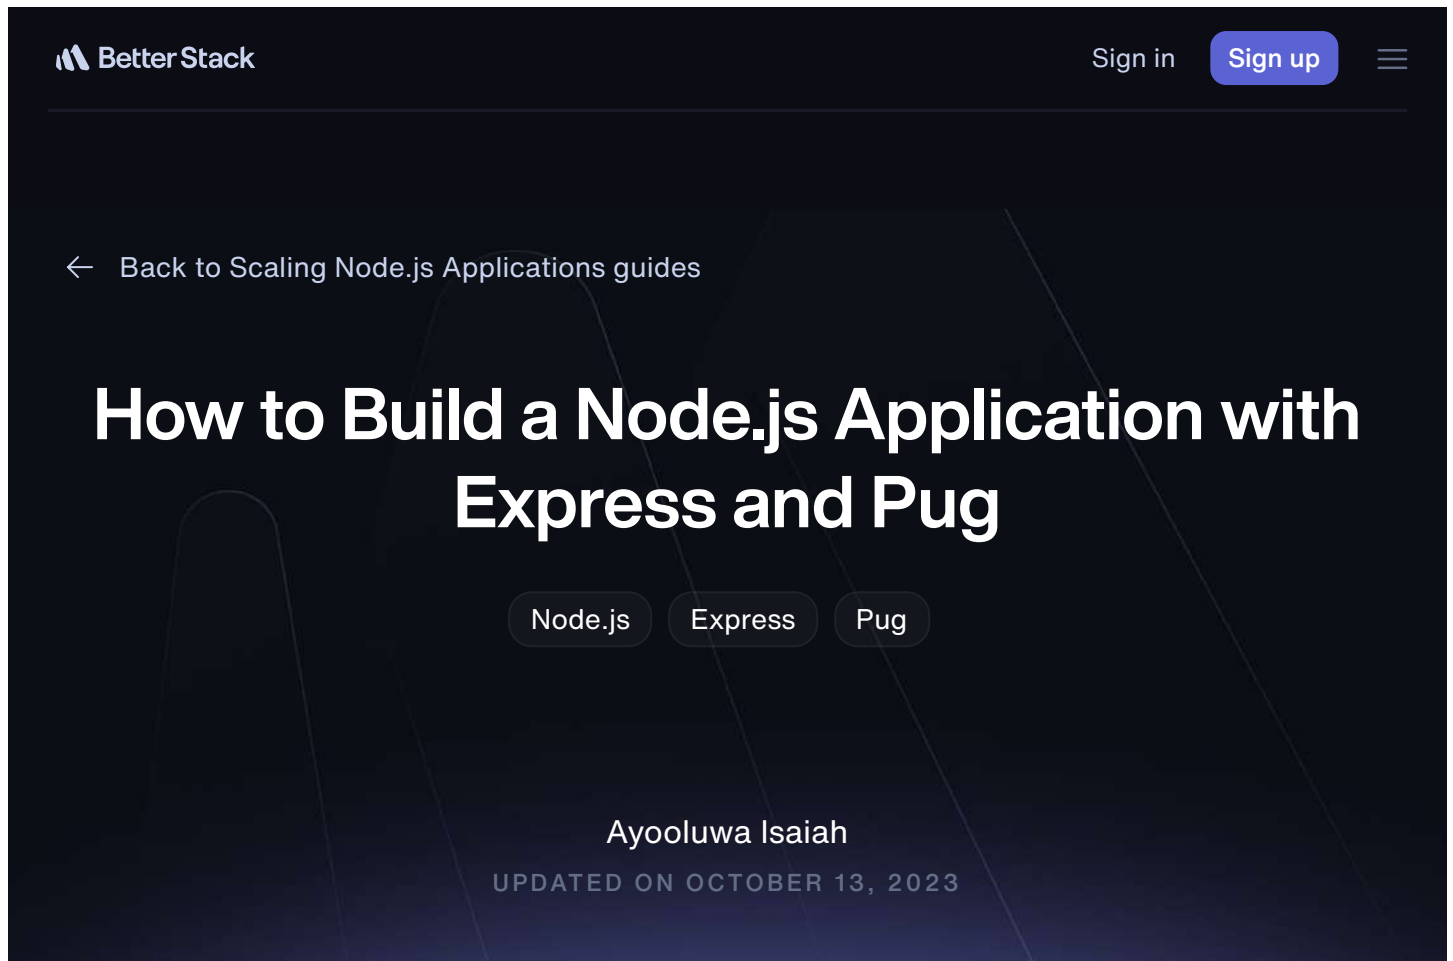 Better Stack
Sign in
Sign up
Back to Scaling Node.js Applications guides
How to Build a Node.js Application with
Express and Pug
Node.js
Express
Pug
Ayooluwa Isaiah
UPDATED ON OCTOBER 13, 2023